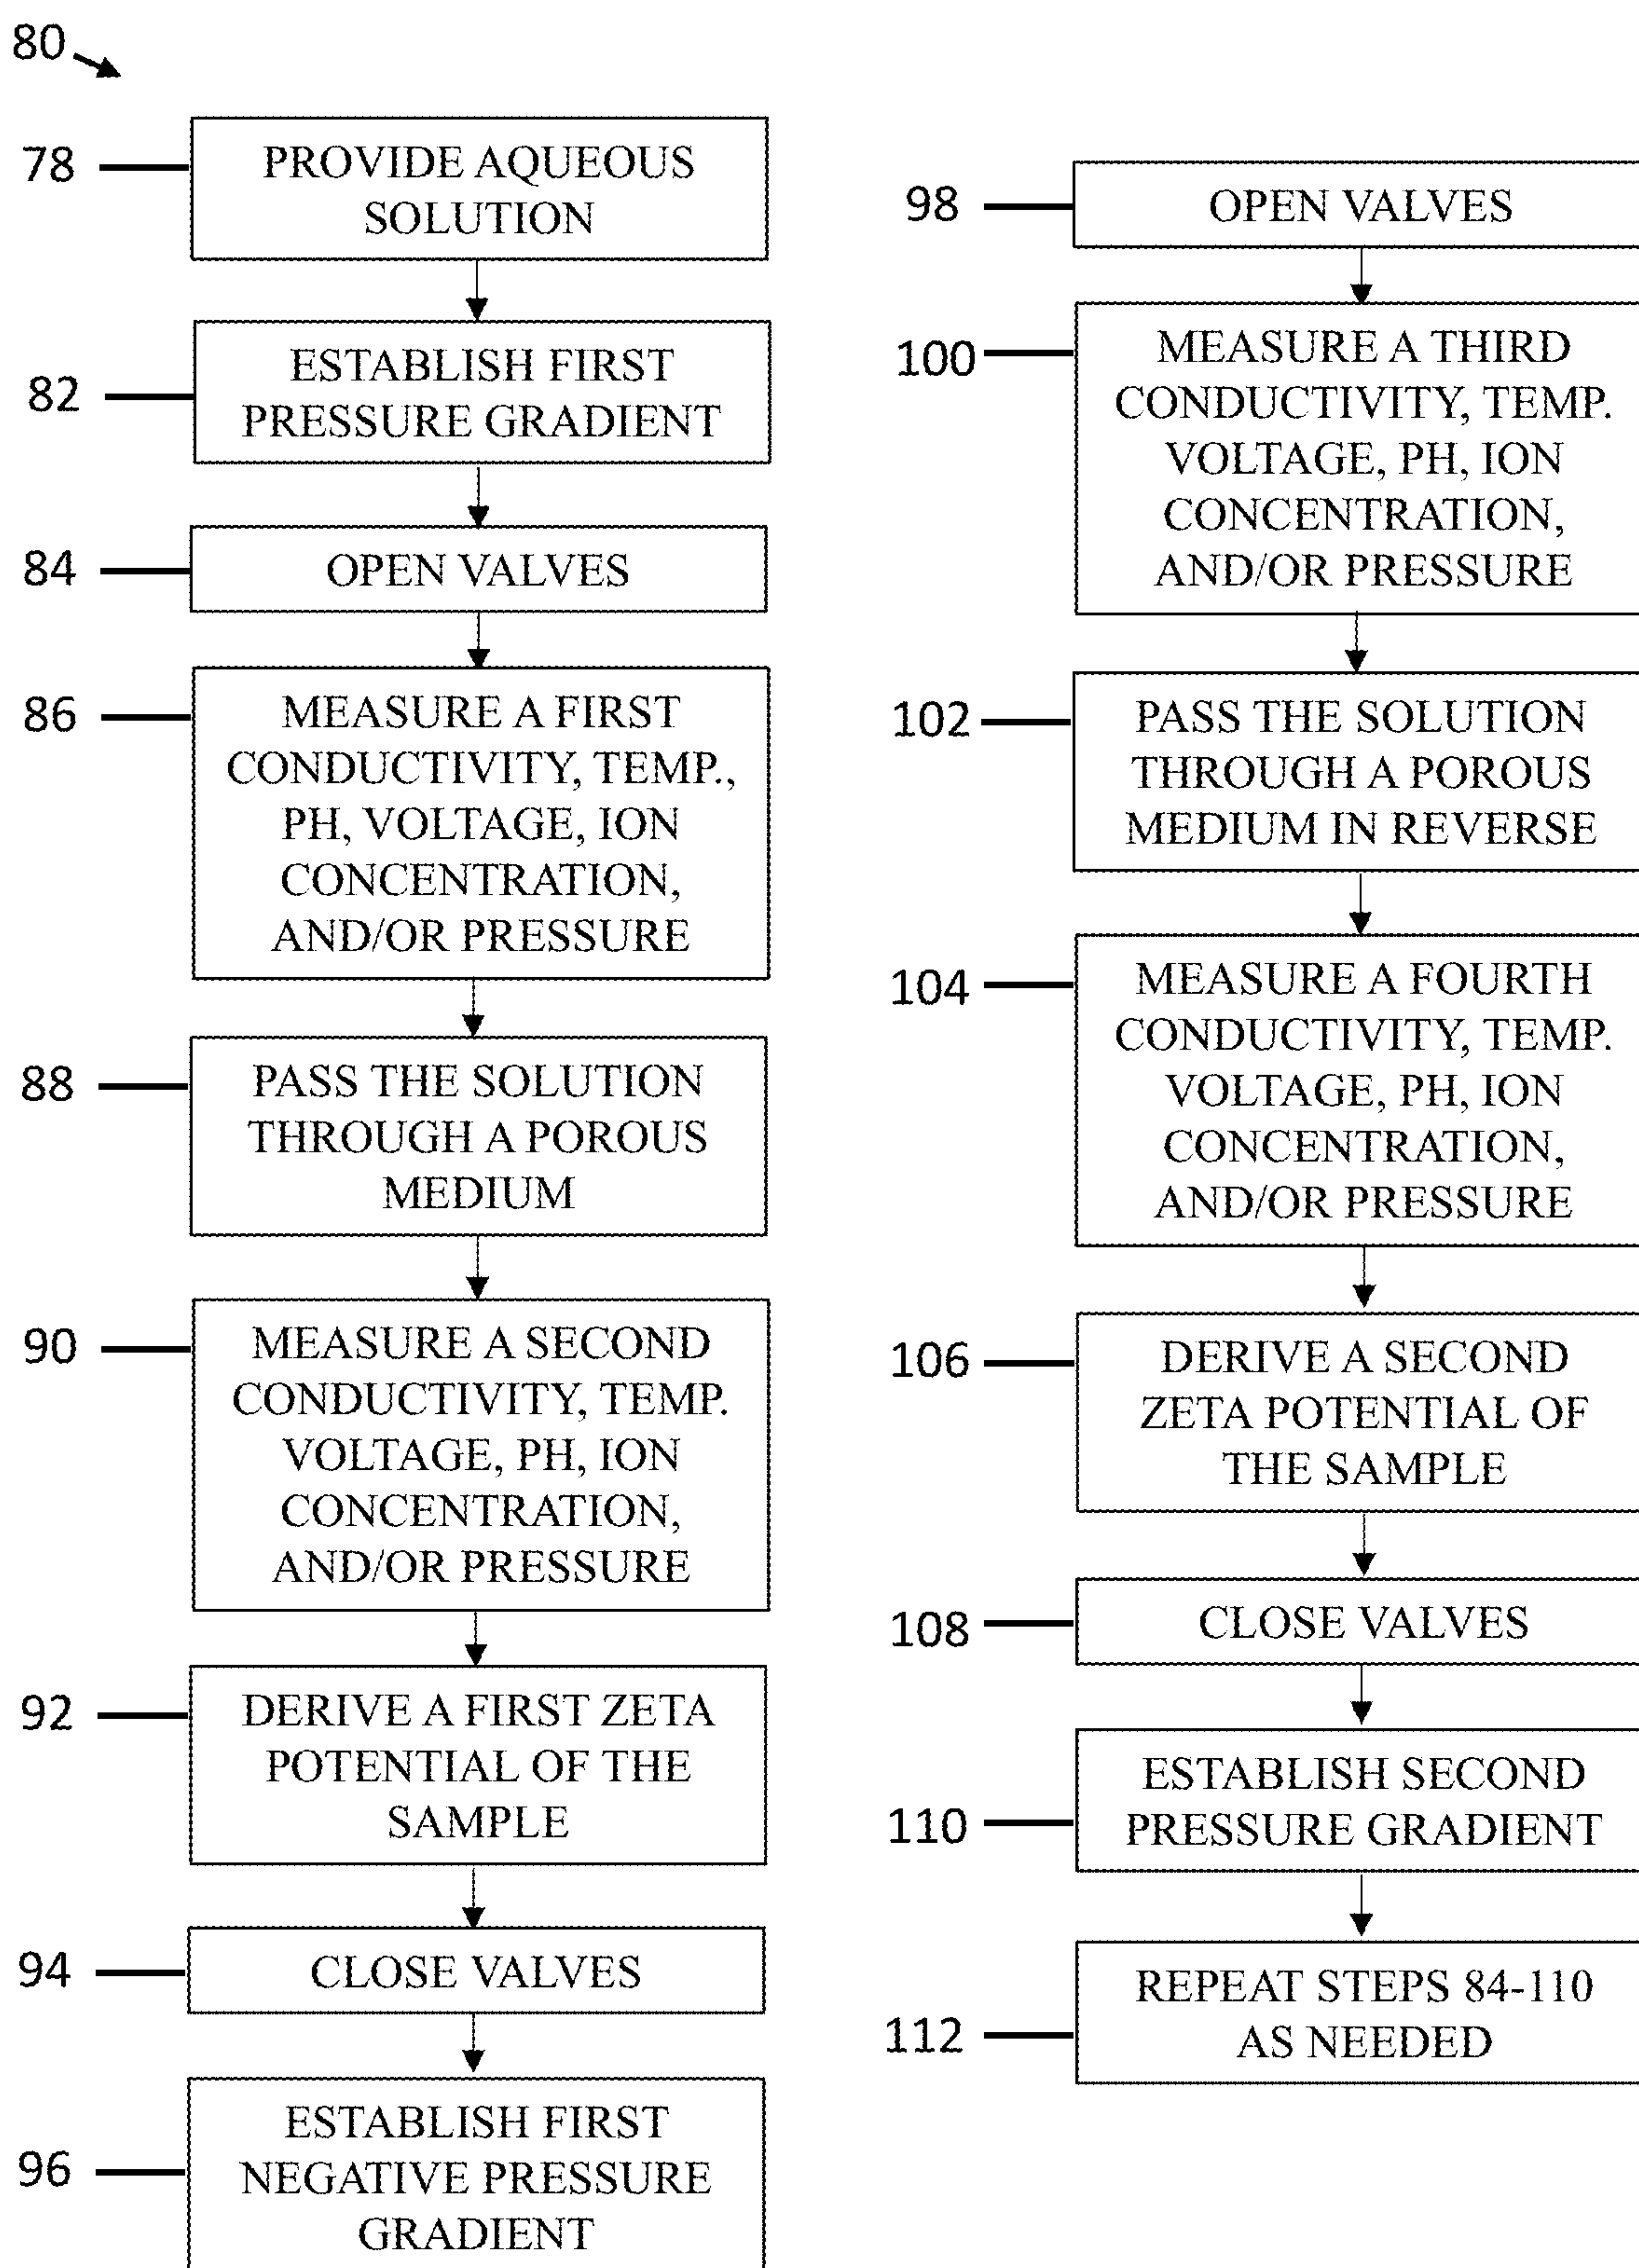 80
78
PROVIDE AQUEOUS
SOLUTION
82
ESTABLISH FIRST
PRESSURE GRADIENT
84
OPEN VALVES
86
MEASURE A FIRST
CONDUCTIVITY, TEMP.,
PH, VOLTAGE, ION
CONCENTRATION,
AND/OR PRESSURE
88
PASS THE SOLUTION
THROUGH A POROUS
MEDIUM
90
MEASURE A SECOND
CONDUCTIVITY, TEMP.
VOLTAGE, PH, ION
CONCENTRATION,
AND/OR PRESSURE
92
DERIVE A FIRST ZETA
POTENTIAL OF THE
SAMPLE
94
CLOSE VALVES
96
ESTABLISH FIRST
NEGATIVE PRESSURE
GRADIENT
98
OPEN VALVES
100
MEASURE A THIRD
CONDUCTIVITY, TEMP.
VOLTAGE, PH, ION
CONCENTRATION,
AND/OR PRESSURE
102
PASS THE SOLUTION
THROUGH A POROUS
MEDIUM IN REVERSE
104
MEASURE A FOURTH
CONDUCTIVITY, TEMP.
VOLTAGE, PH, ION
CONCENTRATION,
AND/OR PRESSURE
106
DERIVE A SECOND
ZETA POTENTIAL OF
THE SAMPLE
108
CLOSE VALVES
110
ESTABLISH SECOND
PRESSURE GRADIENT
112
REPEAT STEPS 84-110
AS NEEDED